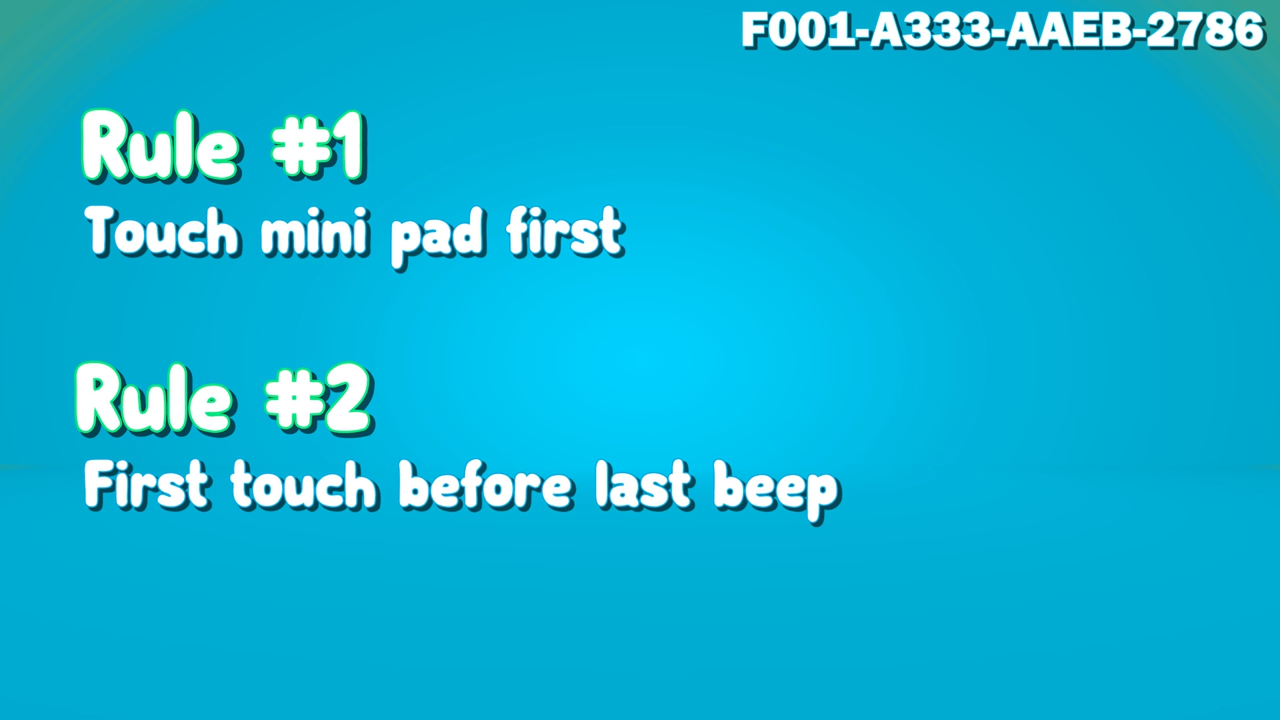 F001-A333-AAEB-2786
Rule #1
Touch mini pad first
Rule #2
First touch before last beep